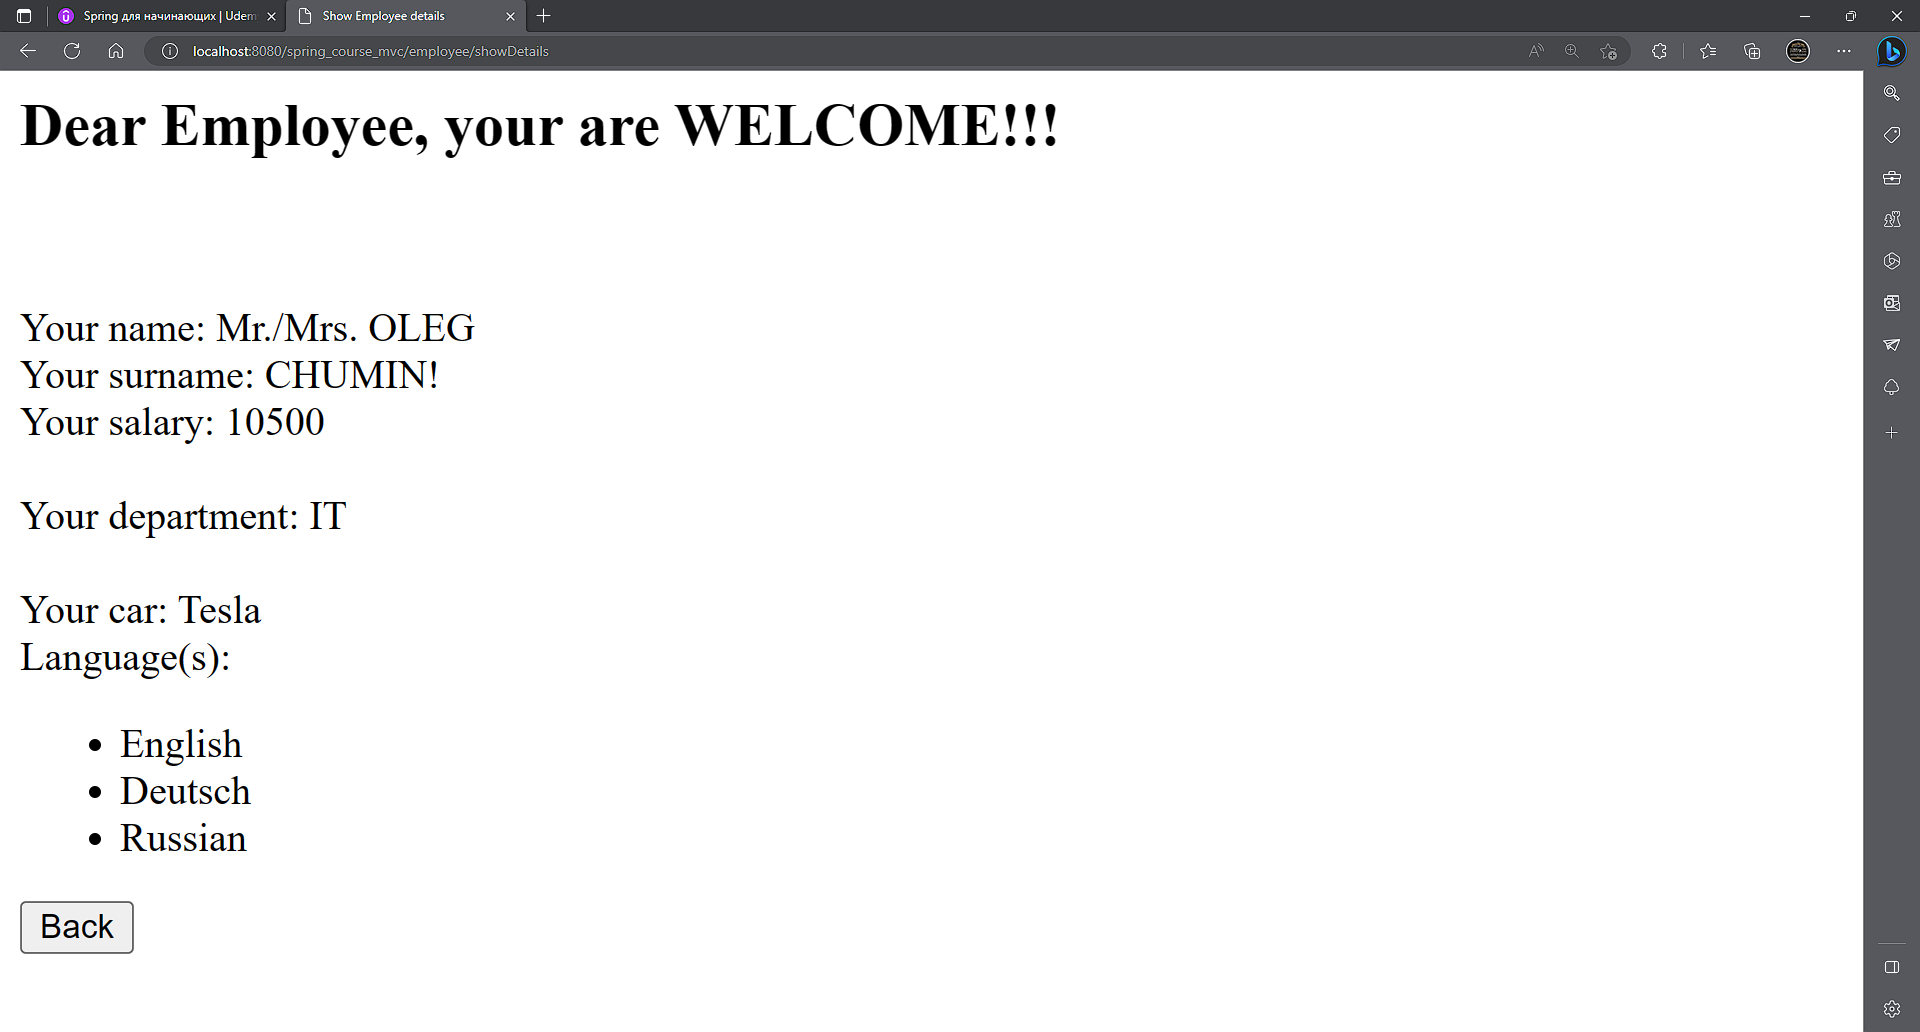 Spring для начинающих | Udem
Show Employee details
localhost:8080/spring_course_mvc/employee/showDetails
Dear Employee, your are WELCOME!!!
Your name: Mr./Mrs. OLEG
Your surname: CHUMIN!
Your salary: 10500
Your department: IT
Your car: Tesla
Language(s):
• English
• Deutsch
• Russian
Back